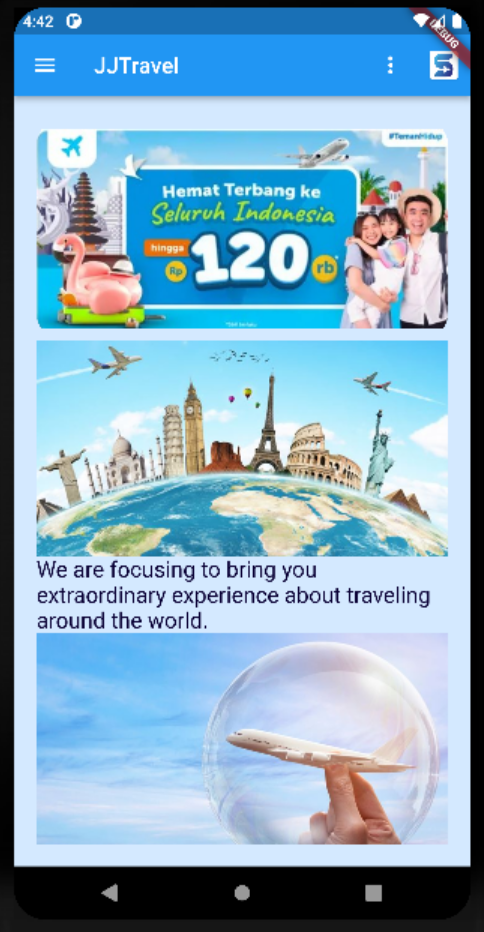 4:42
DEBUG
JJTravel
#TemanHidup
Hemat Terbang ke
Seluruh Indonesia
hingga
Rp 120 rb
We are focusing to bring you
extraordinary experience about traveling
around the world.